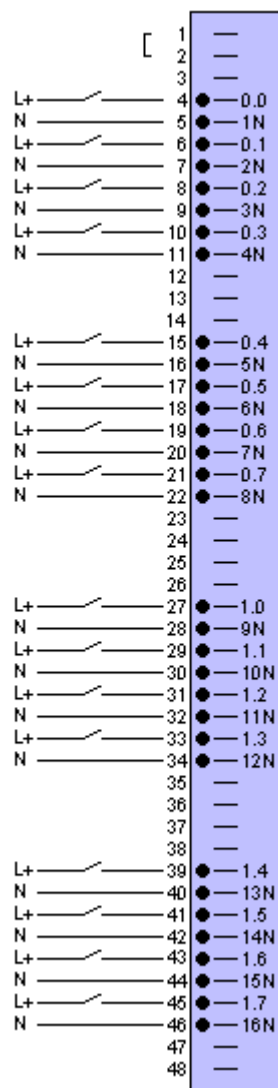 1
2
3
L+ 4 0.0
N 5 1N
L+ 6 0.1
N 7 2N
L+ 8 0.2
N 9 3N
L+ 10 0.3
N 11 4N
12
13
14
L+ 15 0.4
N 16 5N
L+ 17 0.5
N 18 6N
L+ 19 0.6
N 20 7N
L+ 21 0.7
N 22 8N
23
24
25
26
L+ 27 1.0
N 28 9N
L+ 29 1.1
N 30 10N
L+ 31 1.2
N 32 11N
L+ 33 1.3
N 34 12N
35
36
37
38
L+ 39 1.4
N 40 13N
L+ 41 1.5
N 42 14N
L+ 43 1.6
N 44 15N
L+ 45 1.7
N 46 16N
47
48